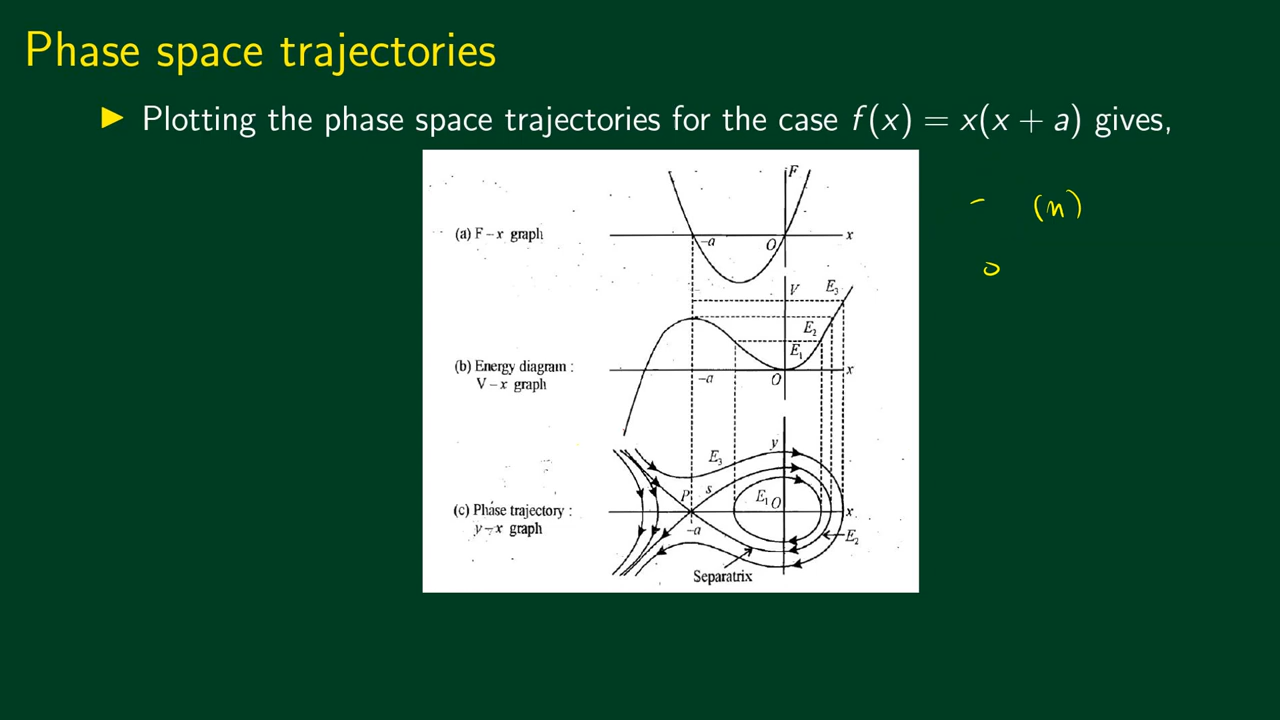 Phase space trajectories
▶ Plotting the phase space trajectories for the case f(x) = x(x + a) gives,
F
(a) F – x graph
–a
O
x
– (n)
o
V
E₃
E₂
E₁
(b) Energy diagram :
V – x graph
–a
O
x
y
E₃
P
s
E₁
O
(c) Phase trajectory :
y – x graph
–a
x
E₂
Separatrix